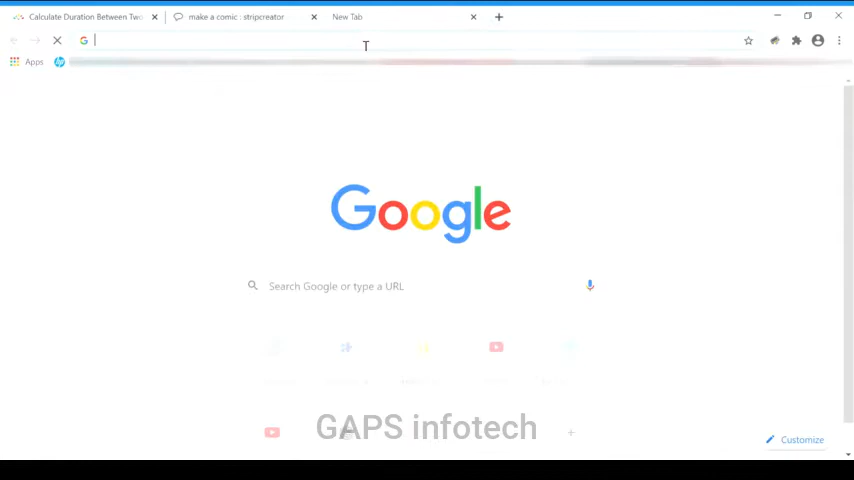 Calculate Duration Between Two
make a comic : stripcreator
New Tab
Apps
hp
Google
Search Google or type a URL
GAPS infotech
Customize